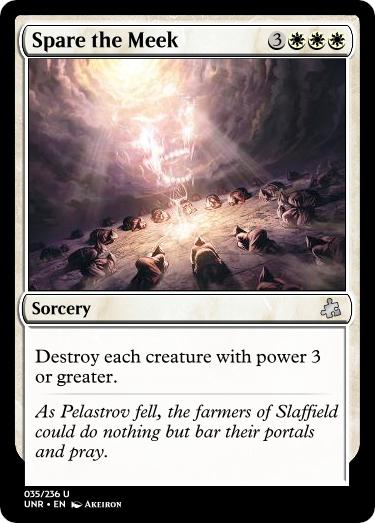 Spare the Meek 3
Sorcery
Destroy each creature with power 3
or greater.
As Pelastrov fell, the farmers of Slaffield
could do nothing but bar their portals
and pray.
035/236 U
UNR • EN Akeiron